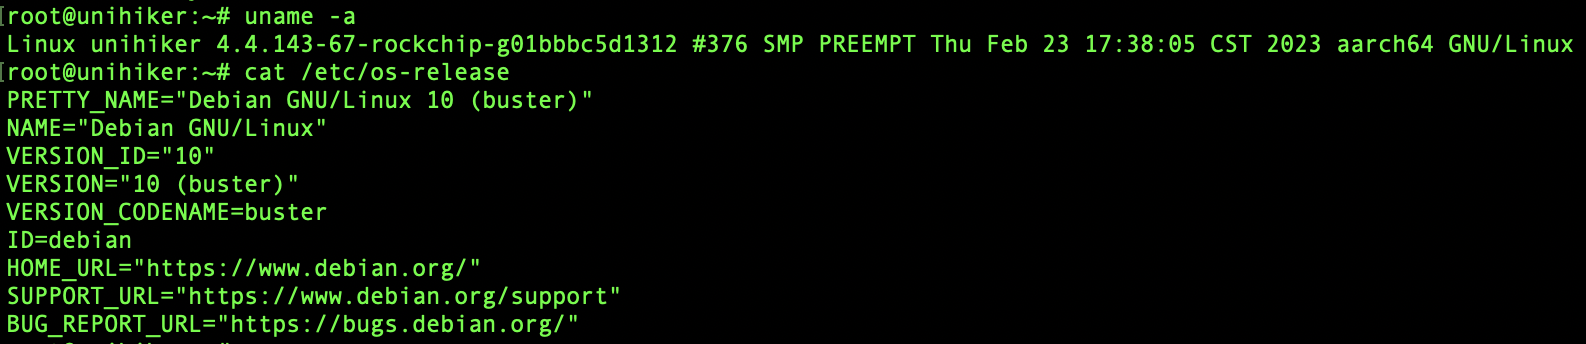 [root@unihiker:~# uname -a
Linux unihiker 4.4.143-67-rockchip-g01bbbc5d1312 #376 SMP PREEMPT Thu Feb 23 17:38:05 CST 2023 aarch64 GNU/Linux
[root@unihiker:~# cat /etc/os-release
PRETTY_NAME="Debian GNU/Linux 10 (buster)"
NAME="Debian GNU/Linux"
VERSION_ID="10"
VERSION="10 (buster)"
VERSION_CODENAME=buster
ID=debian
HOME_URL="https://www.debian.org/"
SUPPORT_URL="https://www.debian.org/support"
BUG_REPORT_URL="https://bugs.debian.org/"